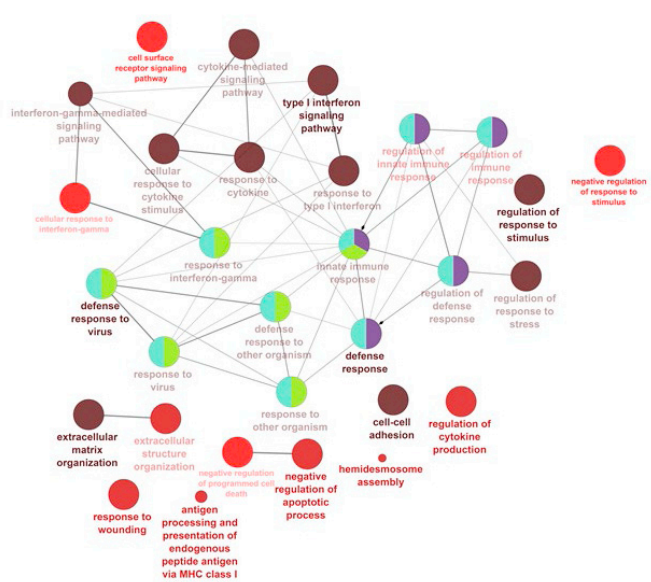 cell surface
receptor signaling
pathway
cytokine-mediated
signaling
pathway
type I interferon
signaling
pathway
interferon-gamma-mediated
signaling
pathway
regulation of
innate immune
response
regulation of
immune
response
negative regulation
of response to
stimulus
cellular
response to
cytokine
stimulus
response to
cytokine
response to
type I interferon
regulation of
response to
stimulus
cellular response to
interferon-gamma
response to
interferon-gamma
innate immune
response
regulation of
defense
response
regulation of
response to
stress
defense
response to
virus
defense
response to
other organism
defense
response
response to
virus
response to
other organism
cell-cell
adhesion
regulation of
cytokine
production
extracellular
matrix
organization
extracellular
structure
organization
negative regulation
of programmed cell
death
negative
regulation of
apoptotic
process
hemidesmosome
assembly
response to
wounding
antigen
processing and
presentation of
endogenous
peptide antigen
via MHC class I